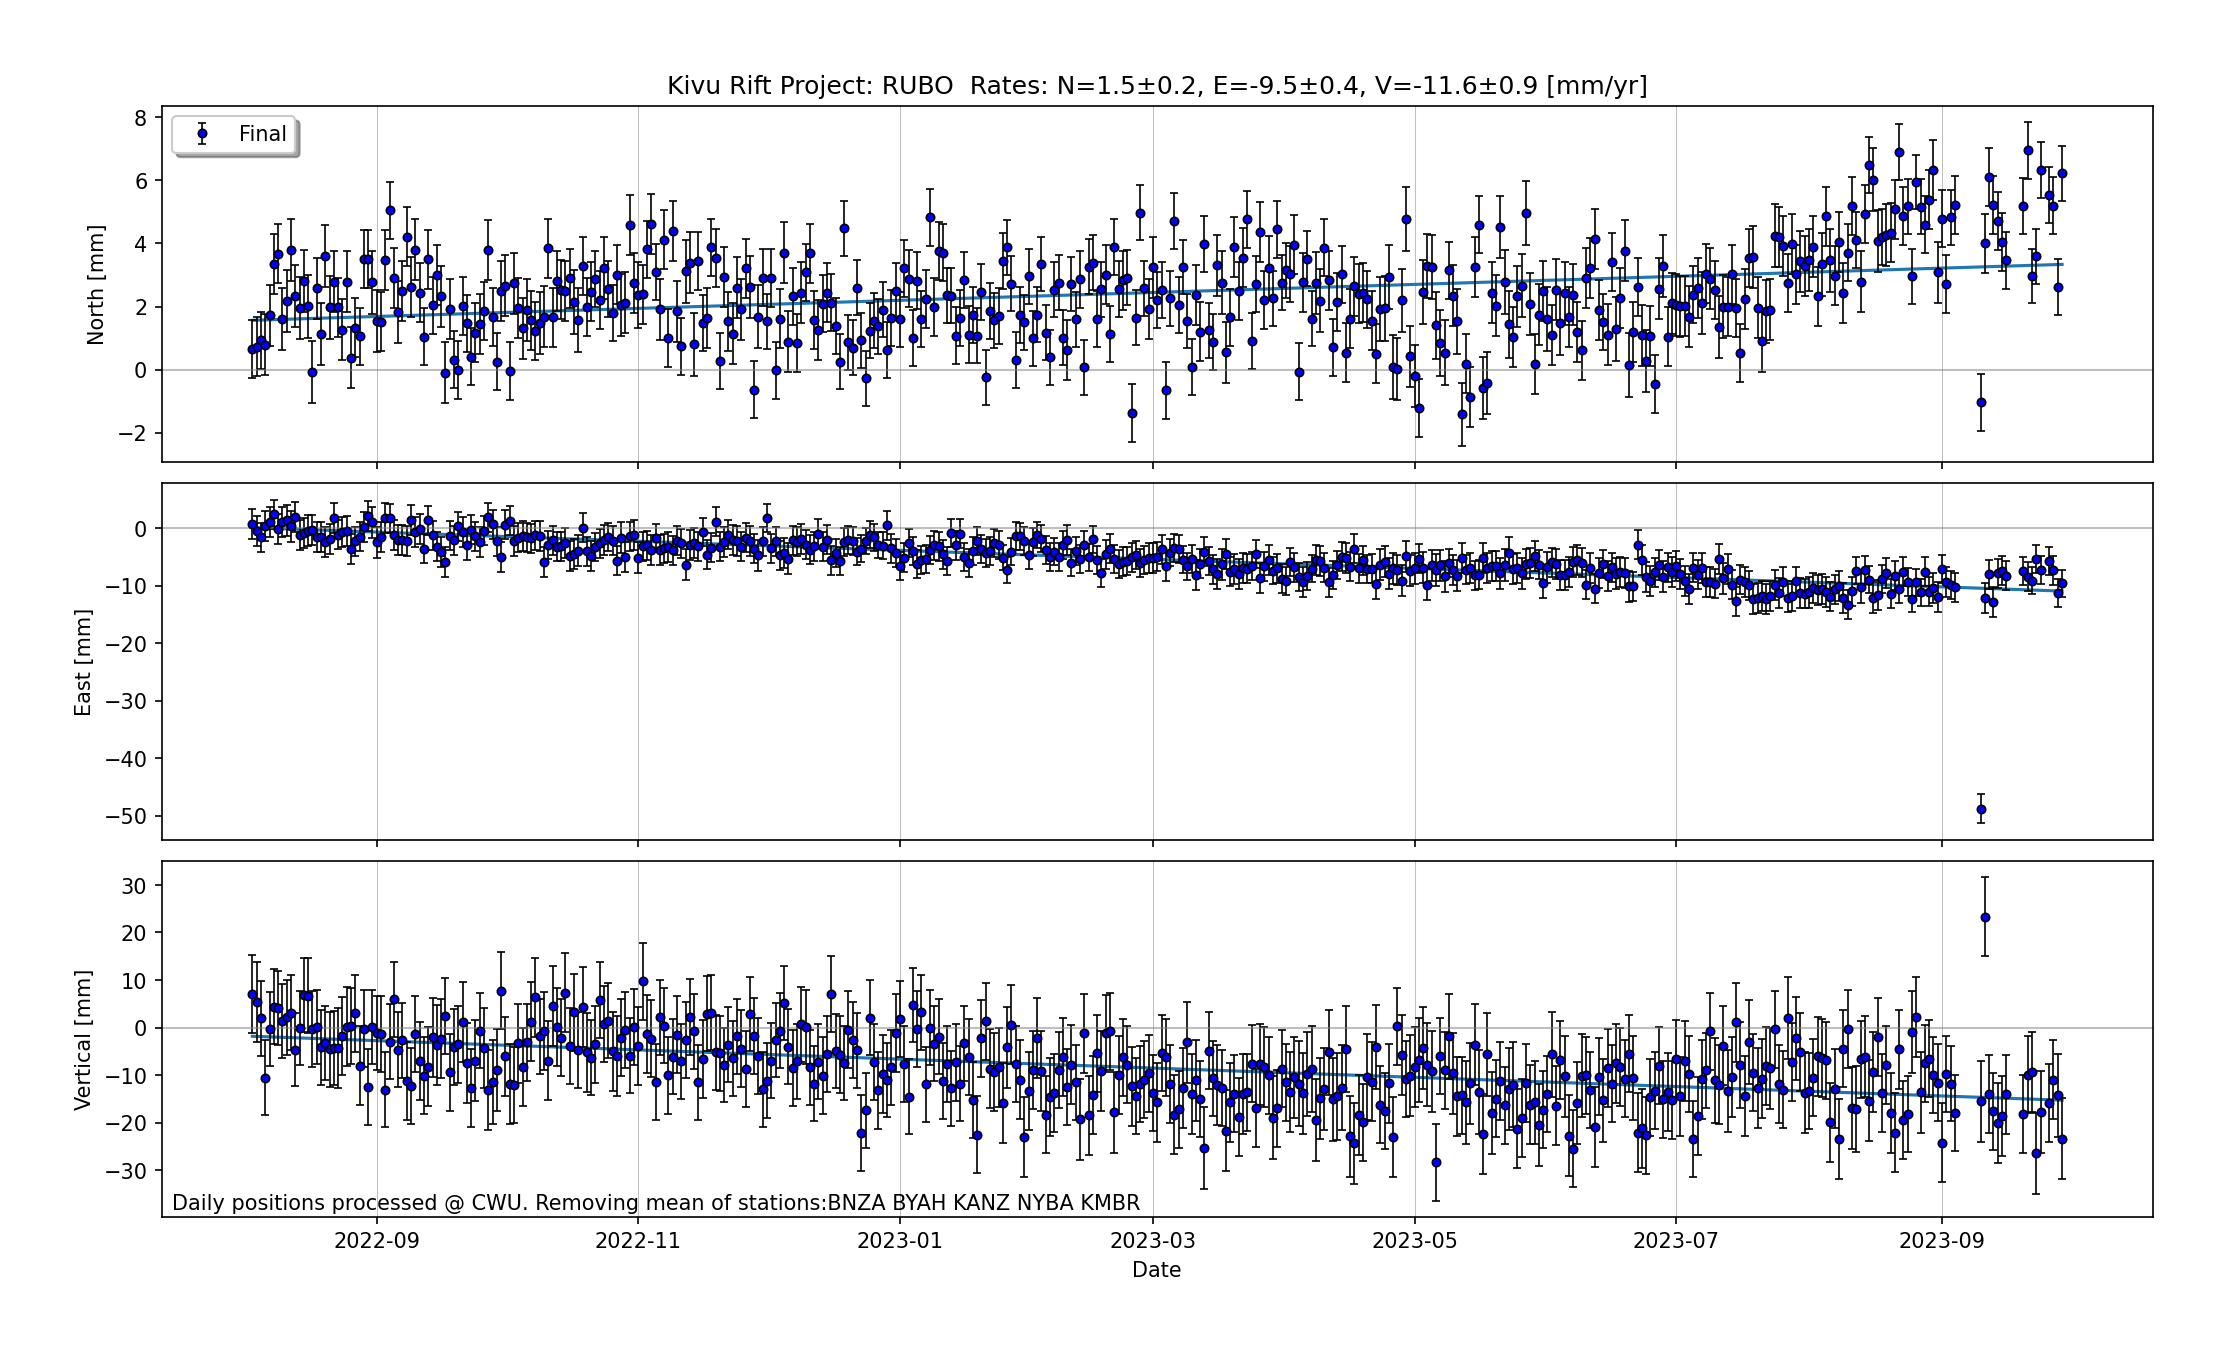 Kivu Rift Project: RUBO  Rates: N=1.5±0.2, E=-9.5±0.4, V=-11.6±0.9 [mm/yr]
Final
North [mm]
8
6
4
2
0
−2
East [mm]
0
−10
−20
−30
−40
−50
Vertical [mm]
30
20
10
0
−10
−20
−30
Daily positions processed @ CWU. Removing mean of stations:BNZA BYAH KANZ NYBA KMBR
2022-09 2022-11 2023-01 2023-03 2023-05 2023-07 2023-09
Date